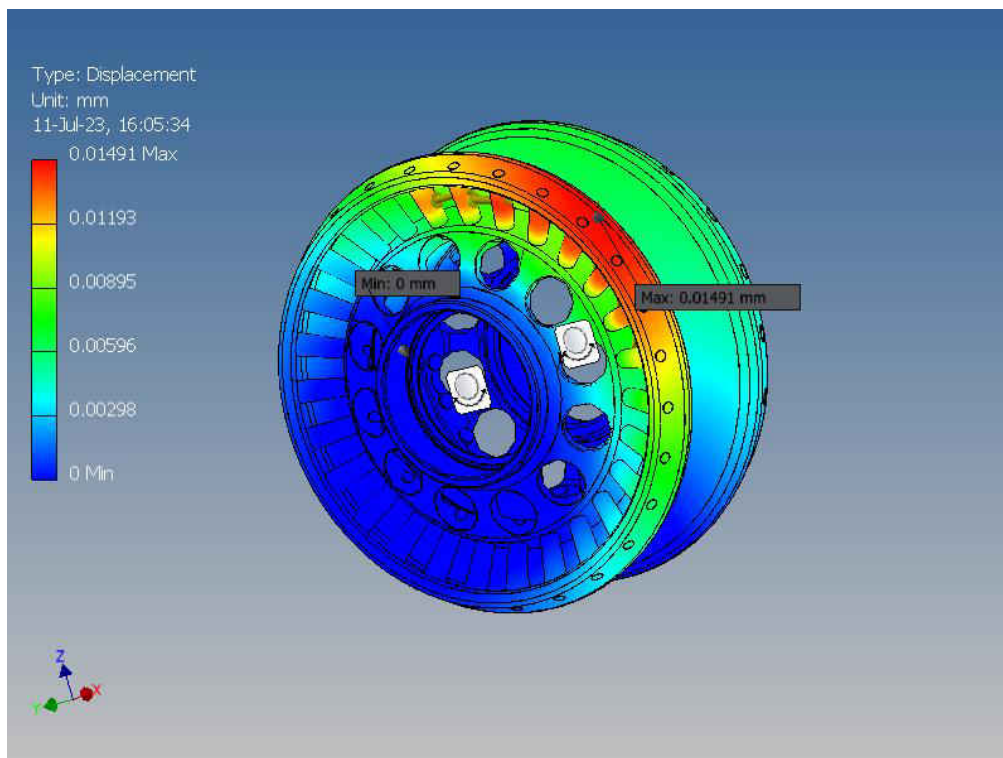 Type: Displacement
Unit: mm
11-Jul-23, 16:05:34
0.01491 Max
0.01193
0.00895
0.00596
0.00298
0 Min
Min: 0 mm
Max: 0.01491 mm
Z
Y
X